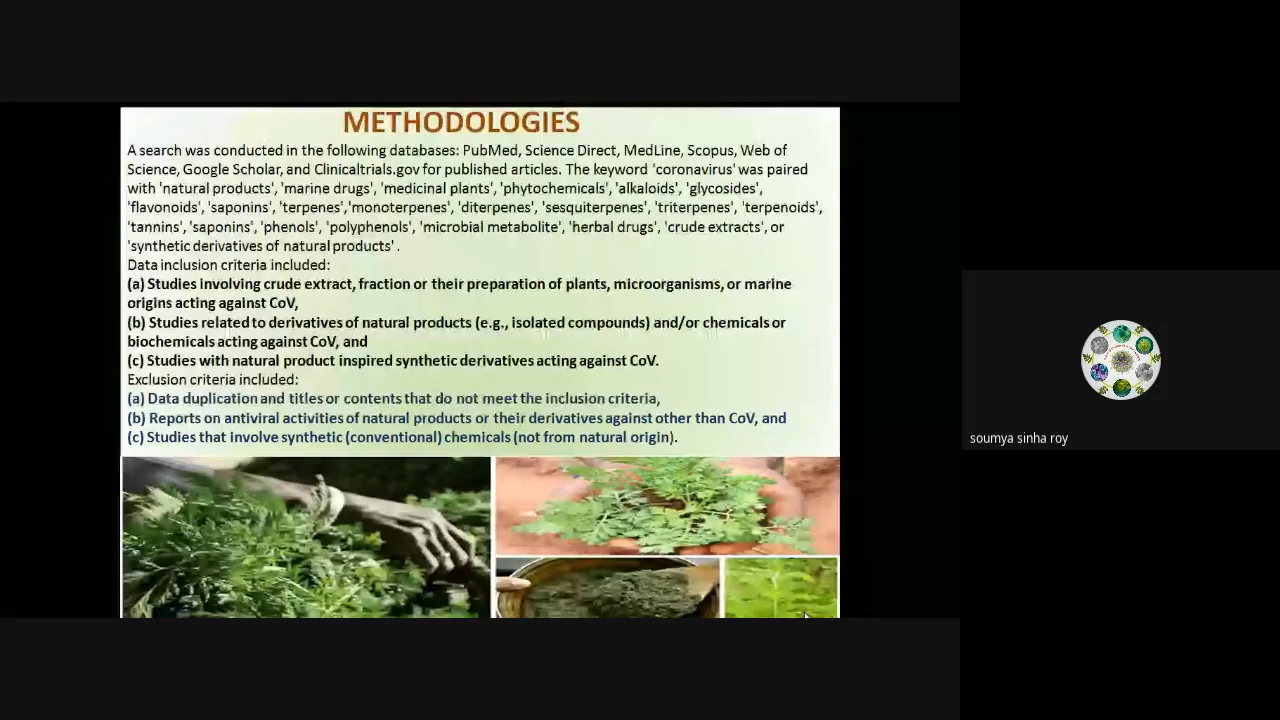 METHODOLOGIES
A search was conducted in the following databases: PubMed, Science Direct, MedLine, Scopus, Web of
Science, Google Scholar, and Clinicaltrials.gov for published articles. The keyword 'coronavirus' was paired
with 'natural products', 'marine drugs', 'medicinal plants', 'phytochemicals', 'alkaloids', 'glycosides',
'flavonoids', 'saponins', 'terpenes','monoterpenes', 'diterpenes', 'sesquiterpenes', 'triterpenes', 'terpenoids',
'tannins', 'saponins', 'phenols', 'polyphenols', 'microbial metabolite', 'herbal drugs', 'crude extracts', or
'synthetic derivatives of natural products' .
Data inclusion criteria included:
(a) Studies involving crude extract, fraction or their preparation of plants, microorganisms, or marine
origins acting against CoV,
(b) Studies related to derivatives of natural products (e.g., isolated compounds) and/or chemicals or
biochemicals acting against CoV, and
(c) Studies with natural product inspired synthetic derivatives acting against CoV.
Exclusion criteria included:
(a) Data duplication and titles or contents that do not meet the inclusion criteria,
(b) Reports on antiviral activities of natural products or their derivatives against other than CoV, and
(c) Studies that involve synthetic (conventional) chemicals (not from natural origin).
soumya sinha roy